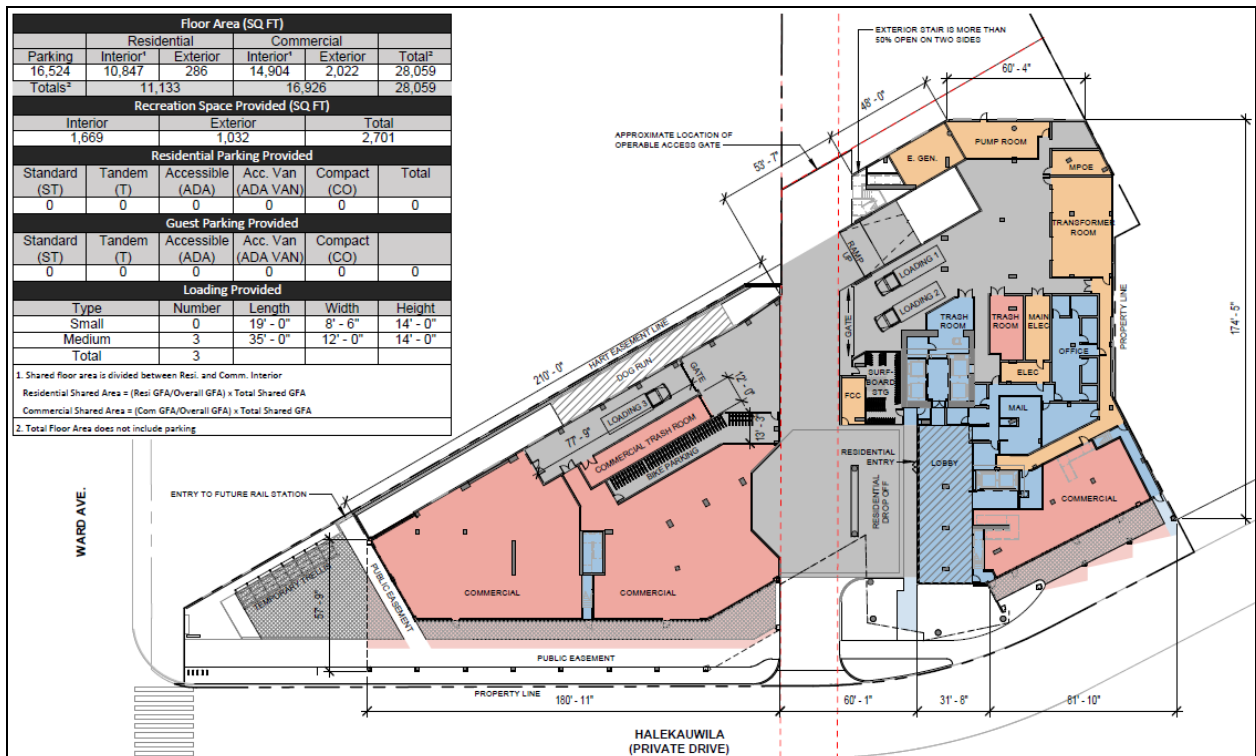 Floor Area (SQ FT)
Residential Commercial
Parking Interior¹ Exterior Interior¹ Exterior Total²
16,524 10,847 286 14,904 2,022 28,059
Totals² 11,133 16,926 28,059
Recreation Space Provided (SQ FT)
Interior Exterior Total
1,669 1,032 2,701
Residential Parking Provided
Standard Tandem Accessible Acc. Van Compact Total
(ST) (T) (ADA) (ADA VAN) (CO)
0 0 0 0 0 0
Guest Parking Provided
Standard Tandem Accessible Acc. Van Compact
(ST) (T) (ADA) (ADA VAN) (CO)
0 0 0 0 0 0
Loading Provided
Type Number Length Width Height
Small 0 19' - 0" 8' - 6" 14' - 0"
Medium 3 35' - 0" 12' - 0" 14' - 0"
Total 3
1. Shared floor area is divided between Resi. and Comm. Interior
Residential Shared Area = (Resi GFA/Overall GFA) x Total Shared GFA
Commercial Shared Area = (Com GFA/Overall GFA) x Total Shared GFA
2. Total Floor Area does not include parking
EXTERIOR STAIR IS MORE THAN
50% OPEN ON TWO SIDES
60' - 4"
48' - 0"
APPROXIMATE LOCATION OF
OPERABLE ACCESS GATE
53' - 7"
PUMP ROOM
E. GEN.
MPOE
TRANSFORMER
ROOM
RAMP
UP
LOADING 1
LOADING 2
GATE
TRASH
ROOM
TRASH
ROOM
MAIN
ELEC
OFFICE
PROPERTY LINE
174' - 5"
ELEC
SURF-
BOARD
STG
FCC
MAIL
HART EASEMENT LINE
210' - 0"
DOG RUN
GATE
LOADING 3
12' - 0"
77' - 9"
13' - 3"
COMMERCIAL TRASH ROOM
BIKE PARKING
RESIDENTIAL
ENTRY
LOBBY
RESIDENTIAL
DROP OFF
COMMERCIAL
ENTRY TO FUTURE RAIL STATION
WARD AVE.
TEMPORARY TRELLIS
57' - 9"
PUBLIC EASEMENT
COMMERCIAL
COMMERCIAL
PUBLIC EASEMENT
PROPERTY LINE
180' - 11"
60' - 1"
31' - 8"
81' - 10"
HALEKAUWILA
(PRIVATE DRIVE)